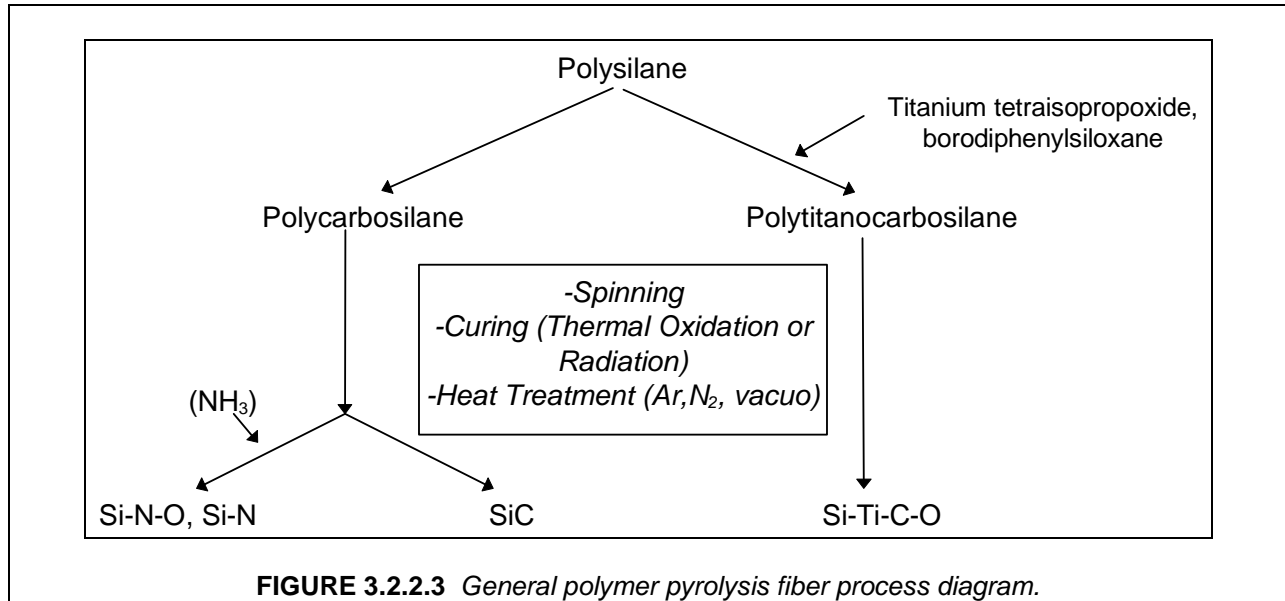 Polysilane
Titanium tetraisopropoxide,
borodiphenylsiloxane
Polycarbosilane
Polytitanocarbosilane
-Spinning
-Curing (Thermal Oxidation or
Radiation)
-Heat Treatment (Ar,N₂, vacuo)
(NH₃)
Si-N-O, Si-N
SiC
Si-Ti-C-O
FIGURE 3.2.2.3 General polymer pyrolysis fiber process diagram.